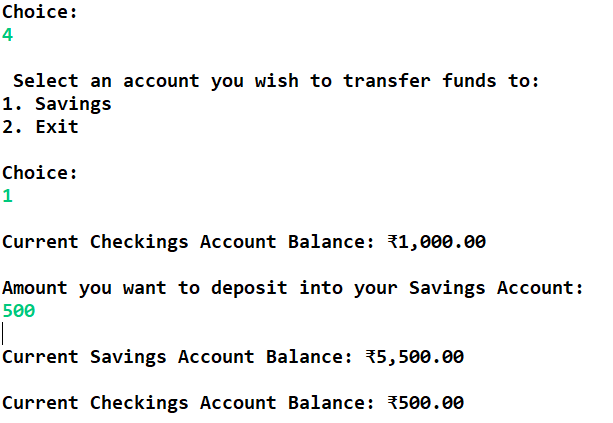 Choice:
4
Select an account you wish to transfer funds to:
1. Savings
2. Exit
Choice:
1
Current Checkings Account Balance: ₹1,000.00
Amount you want to deposit into your Savings Account:
500
Current Savings Account Balance: ₹5,500.00
Current Checkings Account Balance: ₹500.00